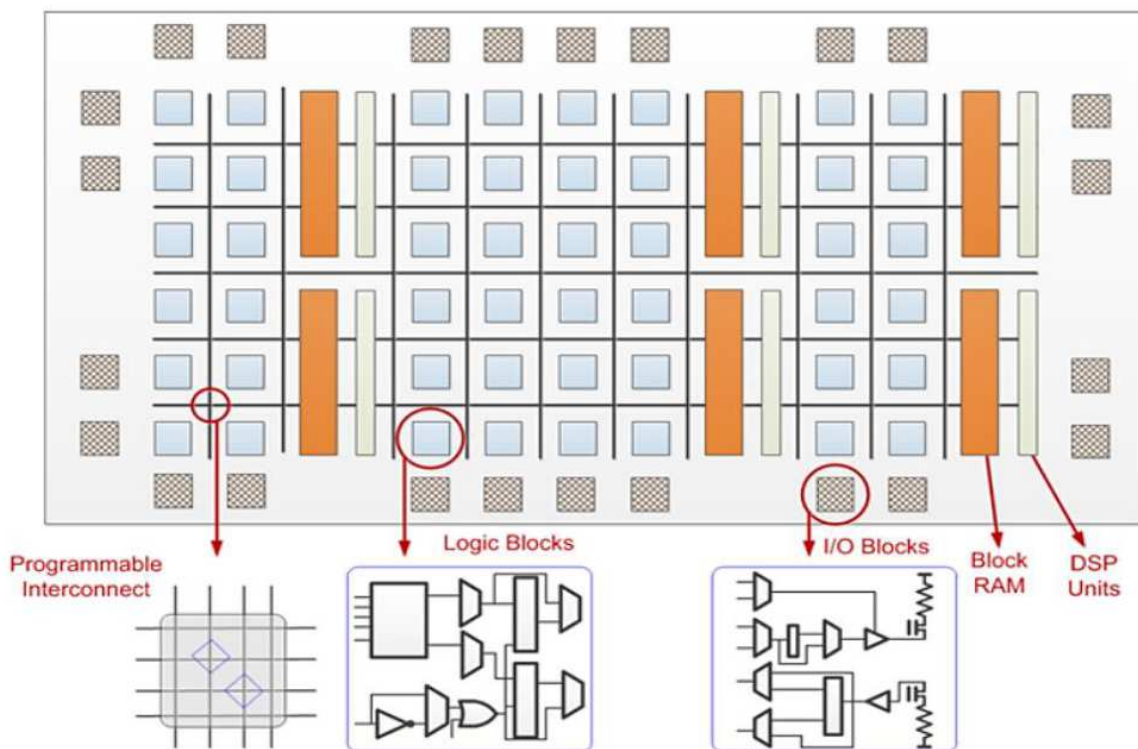 Programmable
Interconnect
Logic Blocks
I/O Blocks
Block
RAM
DSP
Units